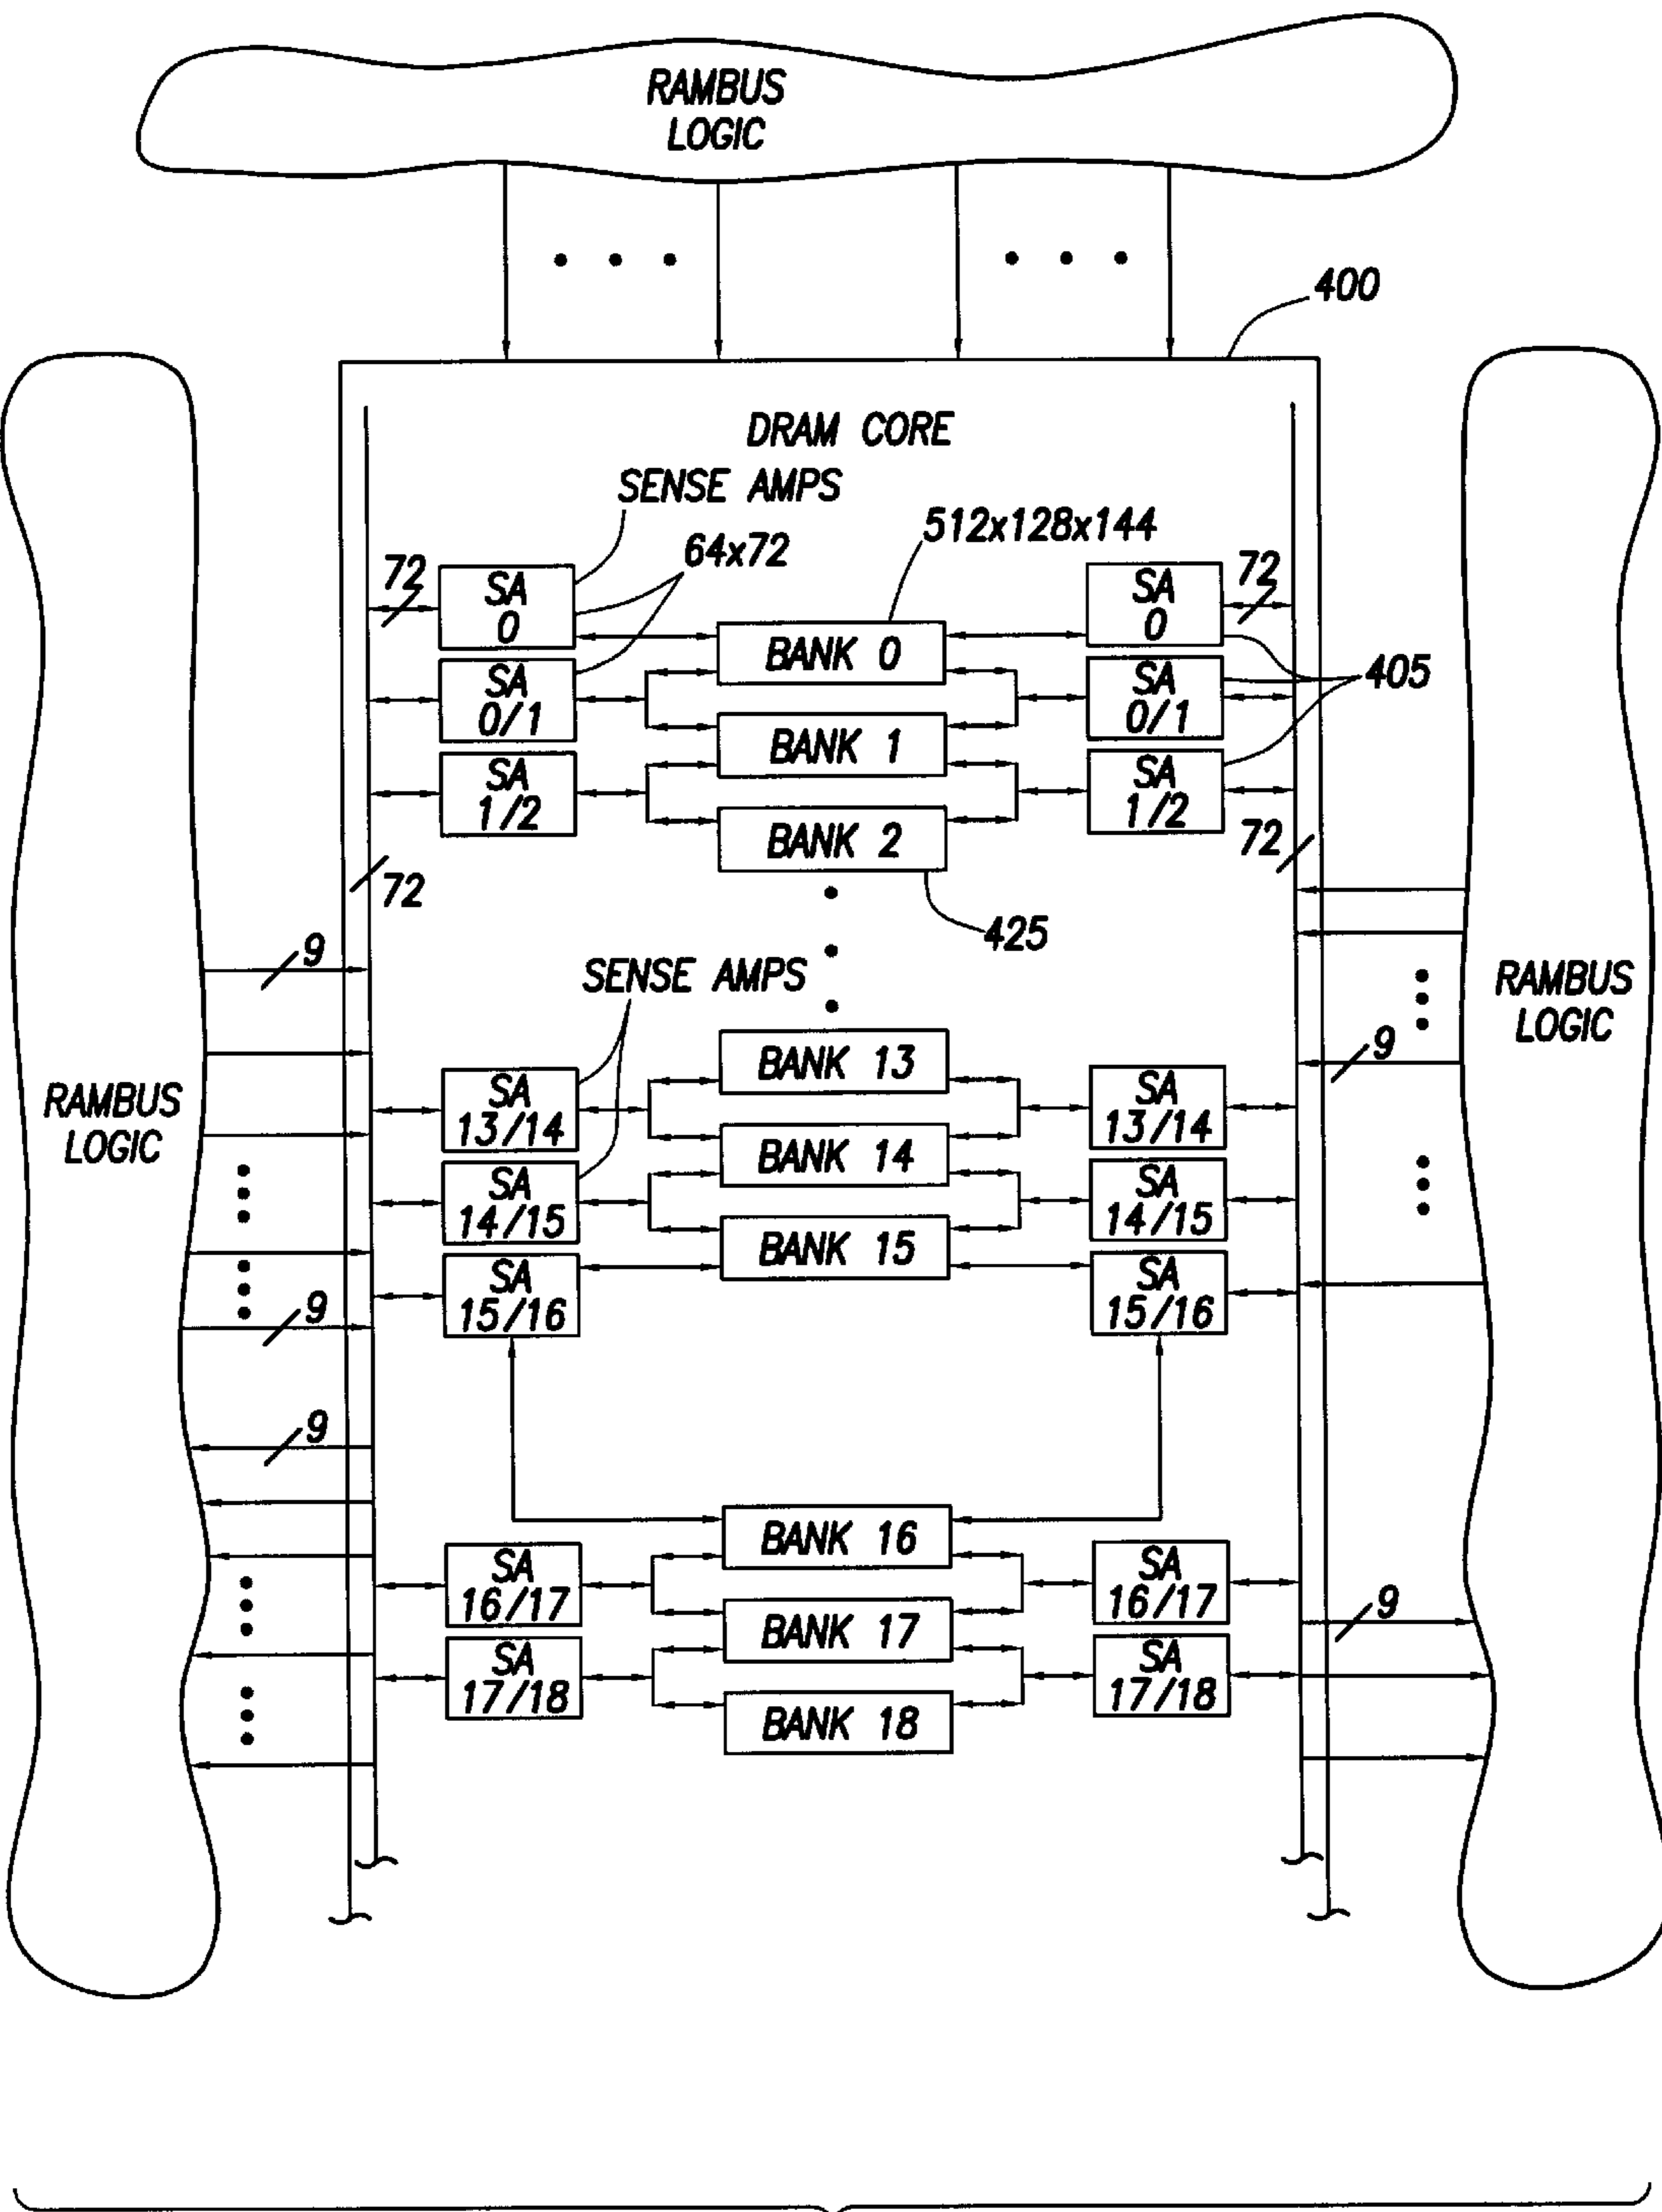 RAMBUS
LOGIC
400
DRAM CORE
SENSE AMPS
512x128x144
64x72
72
SA
0
BANK 0
SA
0
72
SA
0/1
SA
0/1
405
BANK 1
SA
1/2
SA
1/2
BANK 2
72
72
425
9
SENSE AMPS
RAMBUS
LOGIC
BANK 13
9
RAMBUS
LOGIC
SA
13/14
SA
13/14
BANK 14
SA
14/15
SA
14/15
BANK 15
SA
15/16
SA
15/16
9
9
BANK 16
SA
16/17
SA
16/17
9
BANK 17
SA
17/18
SA
17/18
BANK 18